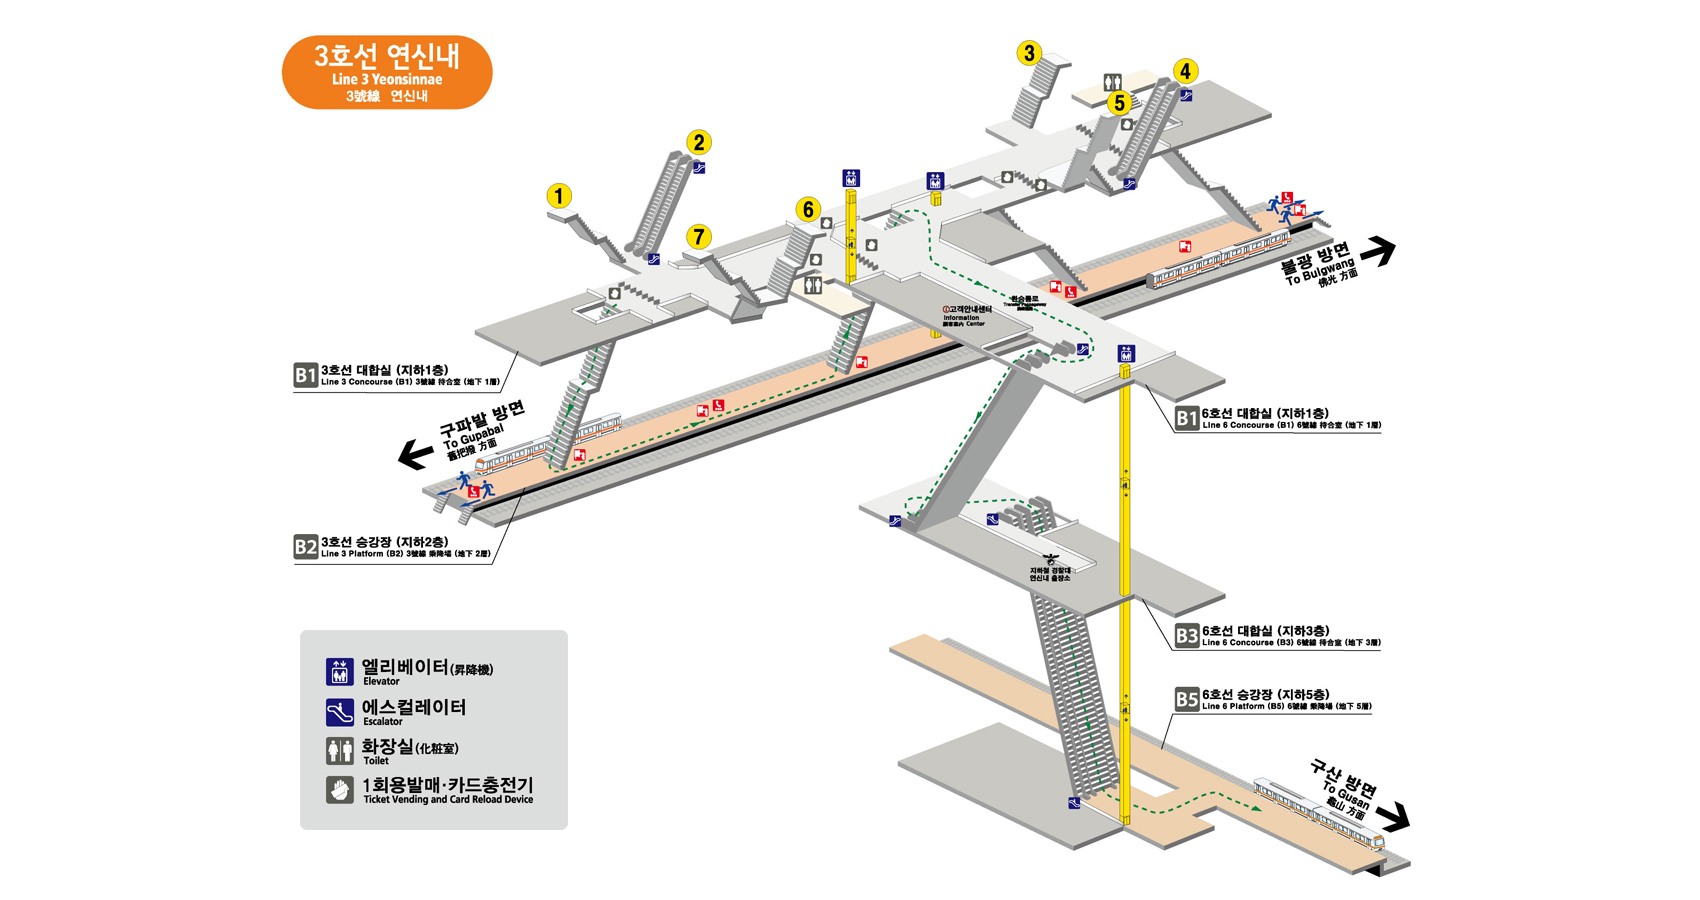 3호선 연신내
Line 3 Yeonsinnae
3號線 연신내
1
2
3
4
5
6
7
불광 방면
To Bulgwang
佛光 方面
ⓘ고객안내센터
Information
顧客案內 Center
환승통로
B1 3호선 대합실 (지하1층)
Line 3 Concourse (B1) 3號線 待合室 (地下 1層)
구파발 방면
To Gupabal
舊把撥 方面
B1 6호선 대합실 (지하1층)
Line 6 Concourse (B1) 6號線 待合室 (地下 1層)
B2 3호선 승강장 (지하2층)
Line 3 Platform (B2) 3號線 乘降場 (地下 2層)
지하철 경찰대
연신내 출장소
B3 6호선 대합실 (지하3층)
Line 6 Concourse (B3) 6號線 待合室 (地下 3層)
B5 6호선 승강장 (지하5층)
Line 6 Platform (B5) 6號線 乘降場 (地下 5層)
구산 방면
To Gusan
龜山 方面
엘리베이터(昇降機)
Elevator
에스컬레이터
Escalator
화장실(化粧室)
Toilet
1회용발매·카드충전기
Ticket Vending and Card Reload Device